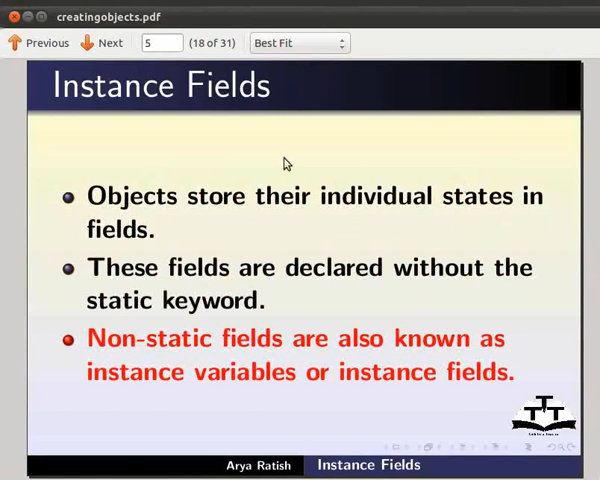 creatingobjects.pdf
Previous Next 5 (18 of 31) Best Fit
Instance Fields
Objects store their individual states in
fields.
These fields are declared without the
static keyword.
Non-static fields are also known as
instance variables or instance fields.
Arya Ratish Instance Fields